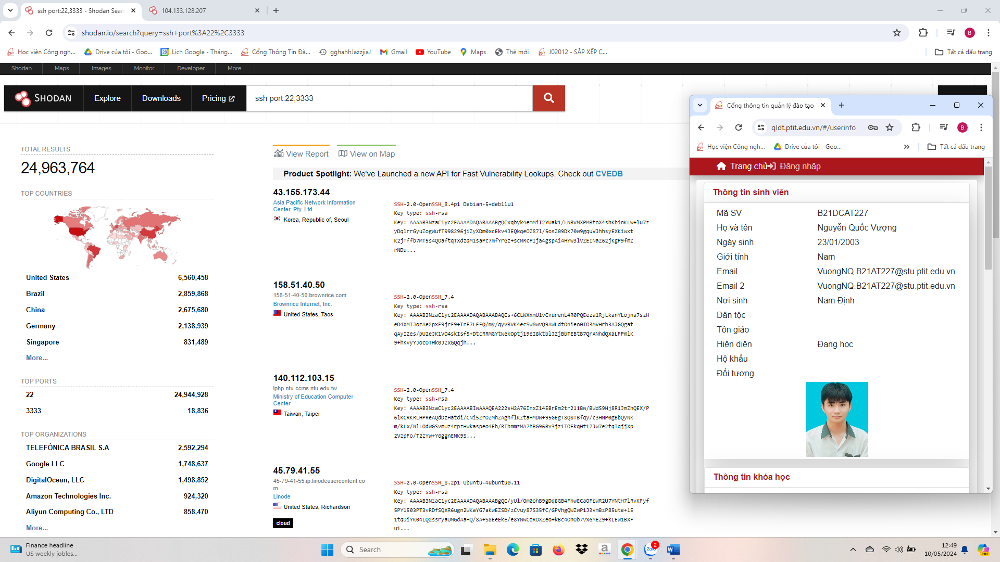 ssh port:22,3333 - Shodan Sear
104.133.128.207
shodan.io/search?query=ssh+port%3A22%2C3333
B
Học viện Công ngh...
Drive của tôi - Goo...
Lịch Google - Tháng...
Cổng Thông Tin Đà...
gghahhJazzjiaJ
Gmail
YouTube
Maps
Thẻ mới
J02012 - SẮP XẾP C...
Tất cả dấu trang
Shodan
Maps
Images
Monitor
Developer
More...
SHODAN
Explore
Downloads
Pricing
ssh port:22,3333
TOTAL RESULTS
24,963,764
TOP COUNTRIES
United States 6,560,458
Brazil 2,859,868
China 2,675,680
Germany 2,138,939
Singapore 831,489
More...
TOP PORTS
22 24,944,928
3333 18,836
TOP ORGANIZATIONS
TELEFÔNICA BRASIL S.A 2,592,294
Google LLC 1,748,637
DigitalOcean, LLC 1,498,852
Amazon Technologies Inc. 924,320
Aliyun Computing Co., LTD 858,470
More...
View Report
View on Map
Product Spotlight: We've Launched a new API for Fast Vulnerability Lookups. Check out CVEDB
43.155.173.44
Asia Pacific Network Information
Center, Pty. Ltd.
Korea, Republic of, Seoul
SSH-2.0-OpenSSH_8.4p1 Debian-5+deb11u1
Key type: ssh-rsa
Key: AAAAB3NzaC1yc2EAAAADAQABAAABgQCxqbyk4emMiI2YUak1/LNBVMXPMBtoX4shKbinKLw+lu7z
yDqlrrGyuZogWufT998296jiZyXDm0xcEkv4JEQkqeOZ87l/5osZ09Dk70w9gquVJhhsyEXKiwxt
K2jTffb7MT5s4QOaftqTXdzqM1saPc7mfYrGz+scMRcPIja4gspAi4HYw3lVZEINaZ62jKgP9fmZ
rNDu...
158.51.40.50
158-51-40-50.brownrice.com
Brownrice Internet, Inc.
United States, Taos
SSH-2.0-OpenSSH_7.4
Key type: ssh-rsa
Key: AAAAB3NzaC1yc2EAAAADAQABAAABAQCs+6CLWXxmU1vCvurenL4R0PQEeza1RjLkanYLojna7szH
eD4XMIJozAe2pxF9jrF9+TrF7LEFQ/my/qyvBVK4ecSw0wvQ9AWLdtO4ieo0IO3MVHrh3AJGQgat
qAyIZes/pU2eJK1VO4skIsf5+DtcRRMGYtWekOptj19eI8ktblJZjBbTEBtB7QrANhdQXaLFPmlK
9+hKvyYJocOTHk0JZxGQqjh...
140.112.103.15
lphp.ntu-ccms.ntu.edu.tw
Ministry of Education Computer
Center
Taiwan, Taipei
SSH-2.0-OpenSSH_7.4
Key type: ssh-rsa
Key: AAAAB3NzaC1yc2EAAAABIwAAAQEA222sH2A76InxZ14EBrEm2tr2l1Bw/BWdS9Hj8R1JmZhQEX/P
6lKCRKRLHPReAQdDzHatdi/CNi5ZrOZMhZAghflKZtaHMDW+95GEgT8Q8TBfqy/c3HNP0gBbQyNK
m/kLx/NlLOdwGSvmUz4rpzHwkaspeo4Eh/RTbmmzMA7hBG96Bv3jz1TOEkqHt17JW7e2tqTqjjXp
2VzpFo/T2zYw+Y6ggnENK9S...
45.79.41.55
45-79-41-55.ip.linodeusercontent.co
m
Linode
United States, Richardson
cloud
SSH-2.0-OpenSSH_8.2p1 Ubuntu-4ubuntu0.11
Key type: ssh-rsa
Key: AAAAB3NzaC1yc2EAAAADAQABAAABgQC/yUl/Om0ohB9gDq8GB4FhwECaOFbWR2U7YNtH7lRvKFyf
5PYl503PT3vRDfSQXR6ugn2WKaYG7aKwEZSD/zCvuy87S35fC/GPVhgQWZwP1J3vmBzP85ute+lE
1tqDiYK04LQ2ssryaUMGdAaHQ/8A+S8EeEkE/e8YWwCoROXZeo+kBc4OnOb7vx6YEZ9+kLEW1BXF
u1...
Cổng thông tin quản lý đào tạo
qldt.ptit.edu.vn/#/userinfo
B
Học viện Công ngh...
Drive của tôi - Goo...
Tất cả dấu trang
Trang chủ
Đăng nhập
Thông tin sinh viên
Mã SV B21DCAT227
Họ và tên Nguyễn Quốc Vượng
Ngày sinh 23/01/2003
Giới tính Nam
Email VuongNQ.B21AT227@stu.ptit.edu.vn
Email 2 VuongNQ.B21AT227@stu.ptit.edu.vn
Nơi sinh Nam Định
Dân tộc
Tôn giáo
Hiện diện Đang học
Hộ khẩu
Đối tượng
Thông tin khóa học
Finance headline
US weekly jobles...
Search
Zalo
2
12:49
10/05/2024
PRE